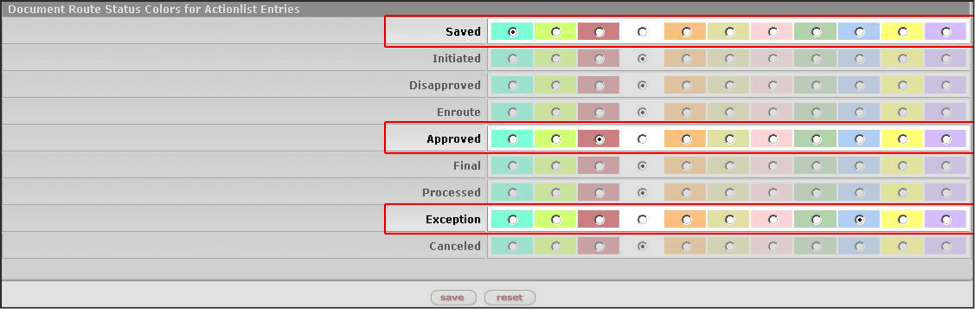 Document Route Status Colors for Actionlist Entries
Saved
Initiated
Disapproved
Enroute
Approved
Final
Processed
Exception
Canceled
save reset